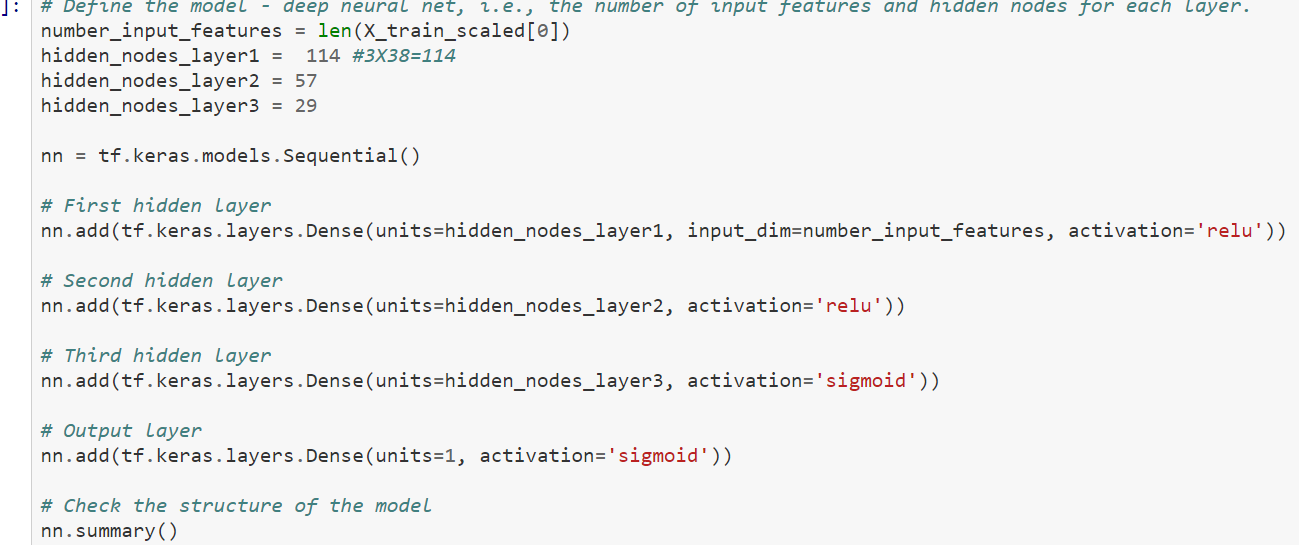 ]: # Define the model - deep neural net, i.e., the number of input features and hidden nodes for each layer.
number_input_features = len(X_train_scaled[0])
hidden_nodes_layer1 =  114 #3X38=114
hidden_nodes_layer2 = 57
hidden_nodes_layer3 = 29

nn = tf.keras.models.Sequential()

# First hidden layer
nn.add(tf.keras.layers.Dense(units=hidden_nodes_layer1, input_dim=number_input_features, activation='relu'))

# Second hidden layer
nn.add(tf.keras.layers.Dense(units=hidden_nodes_layer2, activation='relu'))

# Third hidden layer
nn.add(tf.keras.layers.Dense(units=hidden_nodes_layer3, activation='sigmoid'))

# Output layer
nn.add(tf.keras.layers.Dense(units=1, activation='sigmoid'))

# Check the structure of the model
nn.summary()